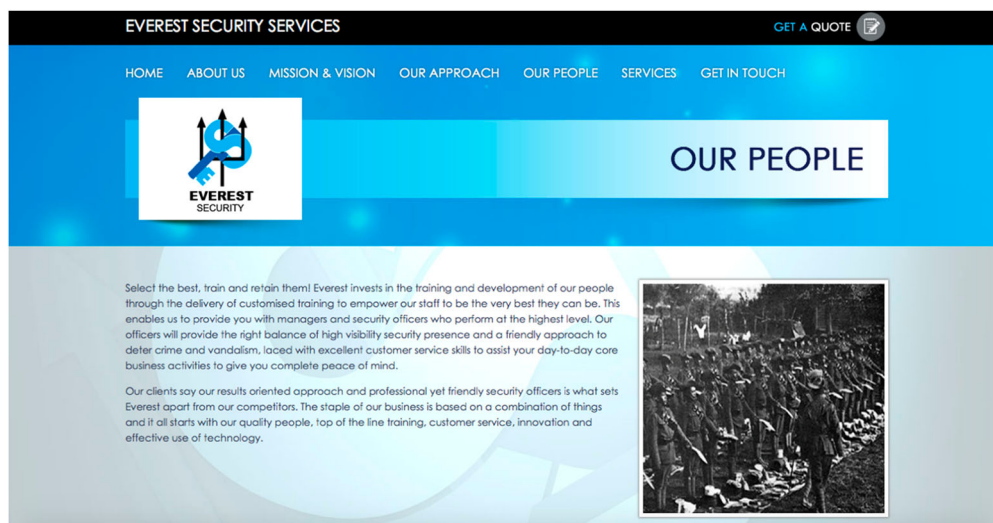 EVEREST SECURITY SERVICES
GET A QUOTE
HOME ABOUT US MISSION & VISION OUR APPROACH OUR PEOPLE SERVICES GET IN TOUCH
EVEREST
SECURITY
OUR PEOPLE
Select the best, train and retain them! Everest invests in the training and development of our people
through the delivery of customised training to empower our staff to be the very best they can be. This
enables us to provide you with managers and security officers who perform at the highest level. Our
officers will provide the right balance of high visibility security presence and a friendly approach to
deter crime and vandalism, laced with excellent customer service skills to assist your day-to-day core
business activities to give you complete peace of mind.
Our clients say our results oriented approach and professional yet friendly security officers is what sets
Everest apart from our competitors. The staple of our business is based on a combination of things
and it all starts with our quality people, top of the line training, customer service, innovation and
effective use of technology.